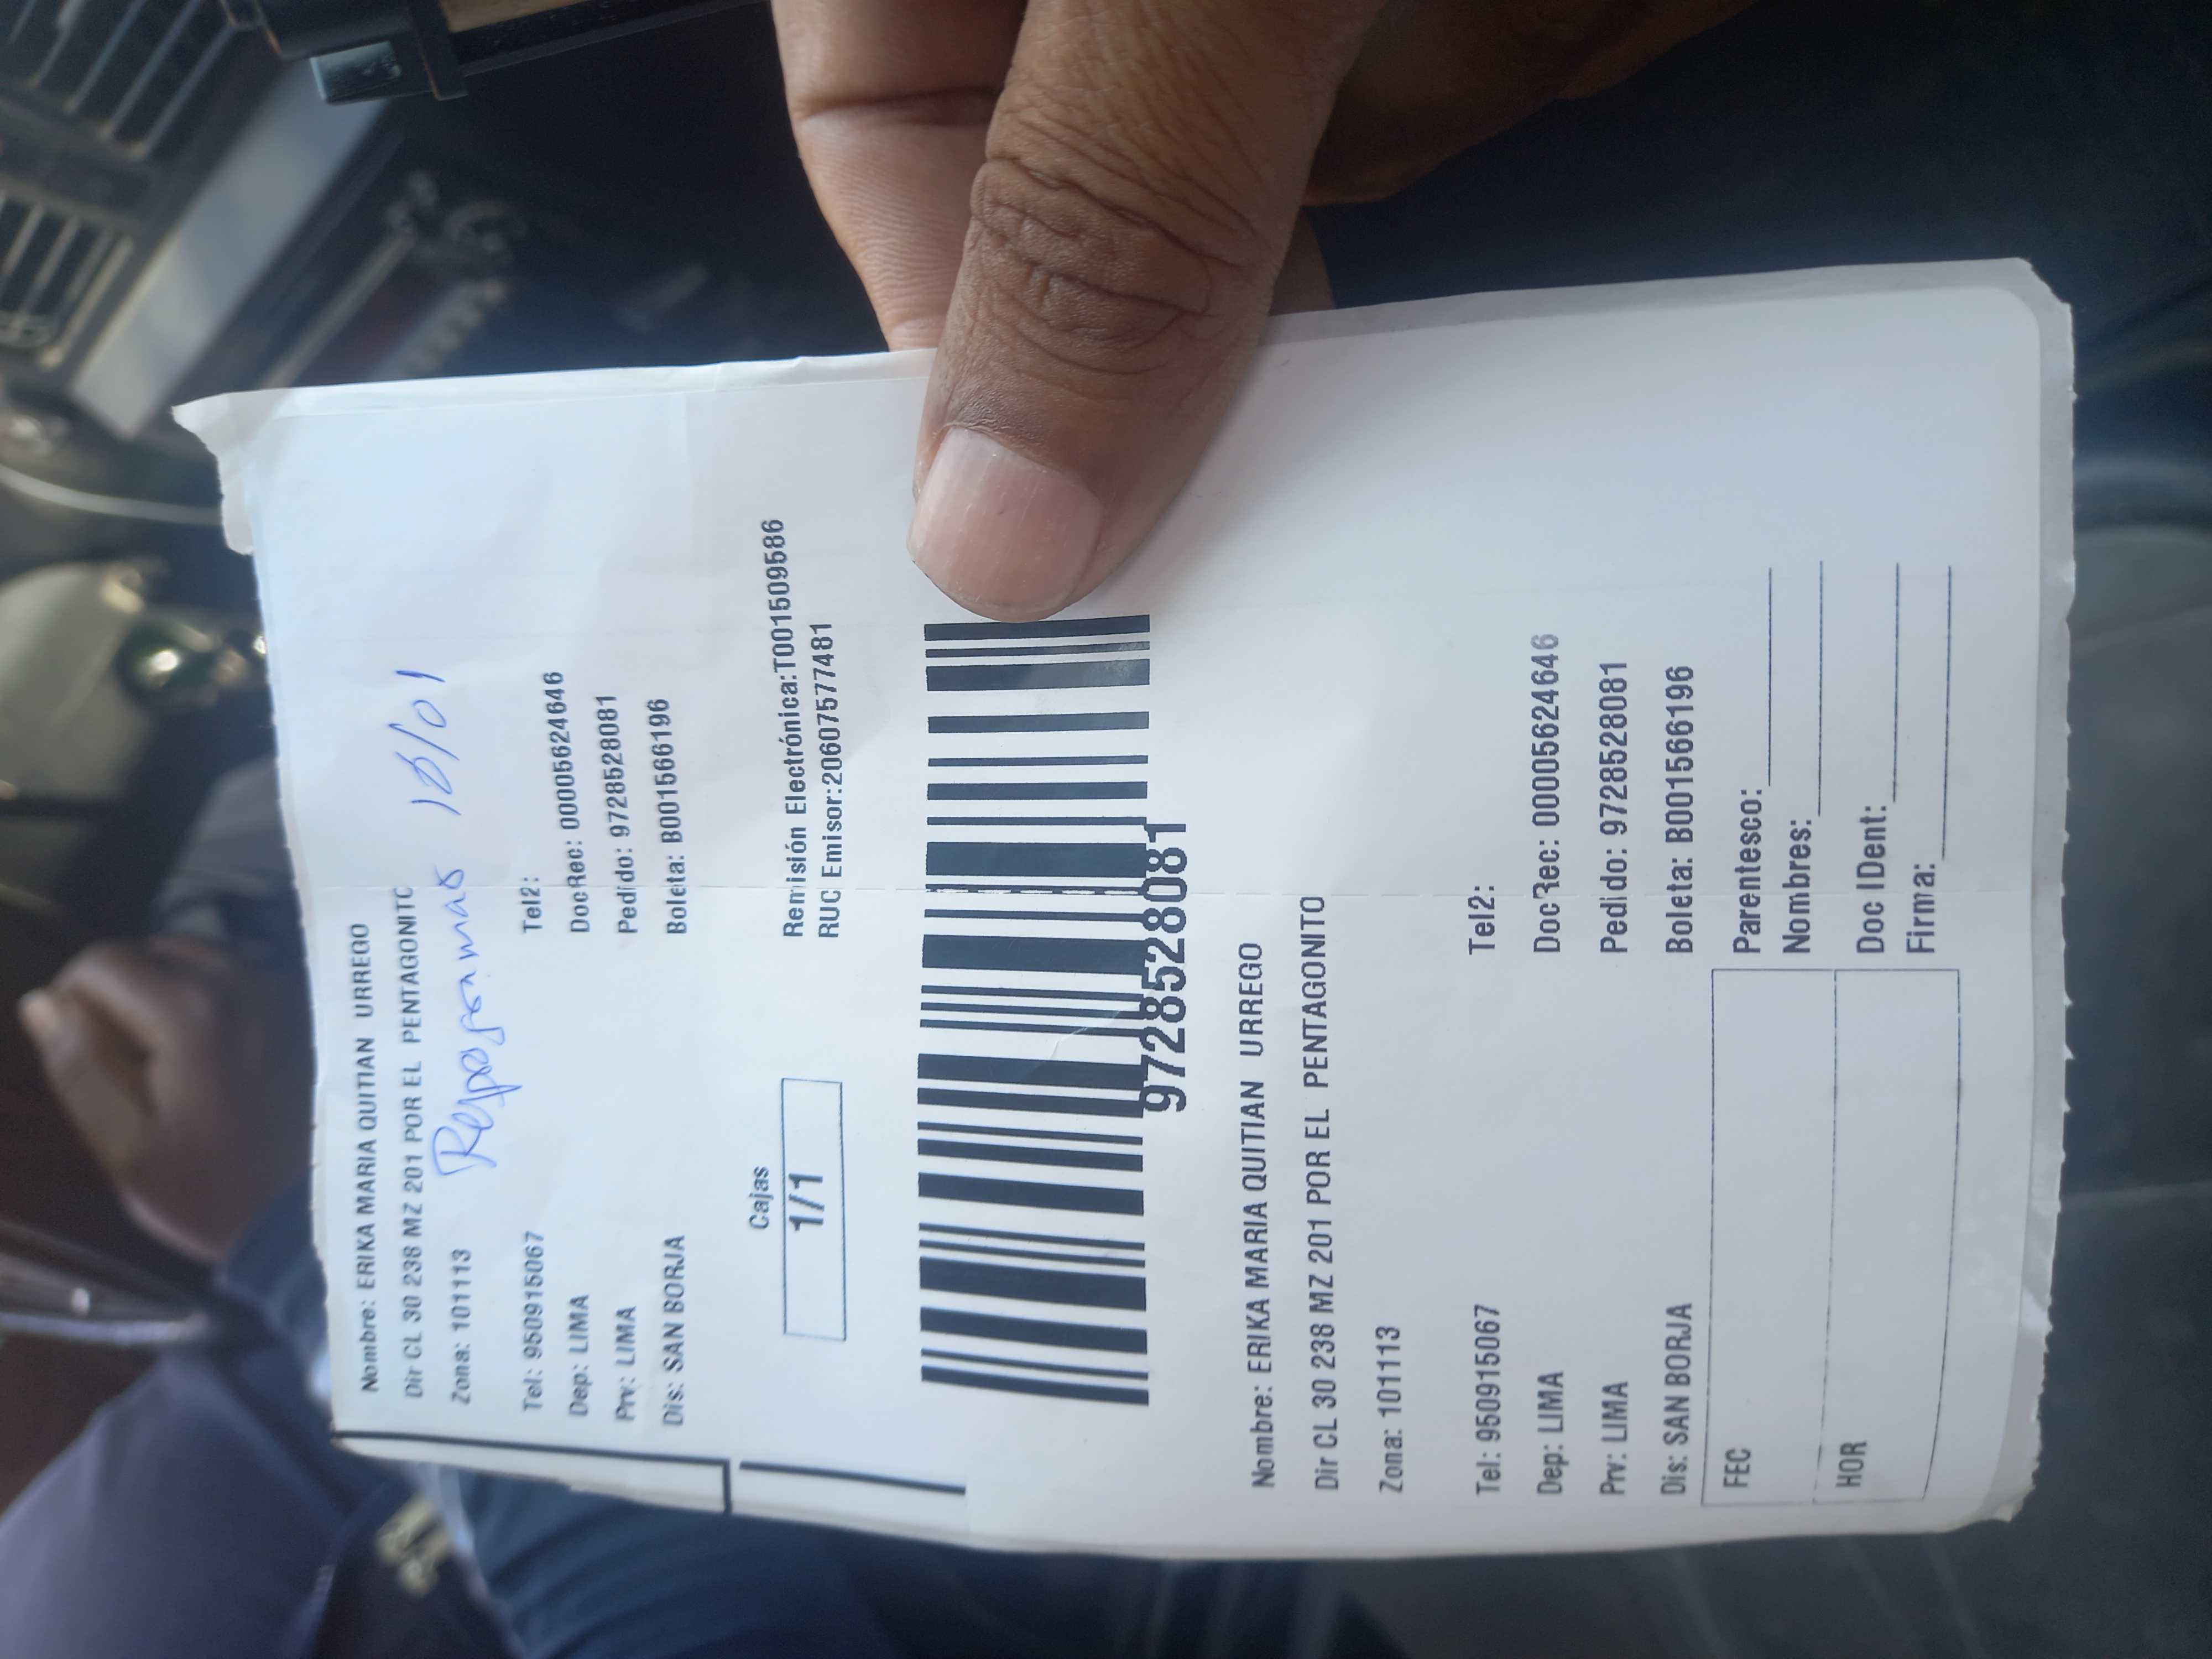 Nombre: ERIKA MARIA QUITIAN URREGO
Dir CL 30 238 MZ 201 POR EL PENTAGONITO
Zona: 101113
16/01
Tel: 950915067 Tel2:
Dep: LIMA DocRec: 00005624646
Prv: LIMA Pedido: 9728528081
Dis: SAN BORJA Boleta: B001566196
Cajas
1/1
Remisión Electrónica:T001509586
RUC Emisor:20607577481
9728528081
Nombre: ERIKA MARIA QUITIAN URREGO
Dir CL 30 238 MZ 201 POR EL PENTAGONITO
Zona: 101113
Tel: 950915067 Tel2:
Dep: LIMA DocRec: 00005624646
Prv: LIMA Pedido: 9728528081
Dis: SAN BORJA Boleta: B001566196
FEC
HOR
Parentesco:
Nombres:
Doc IDent:
Firma: